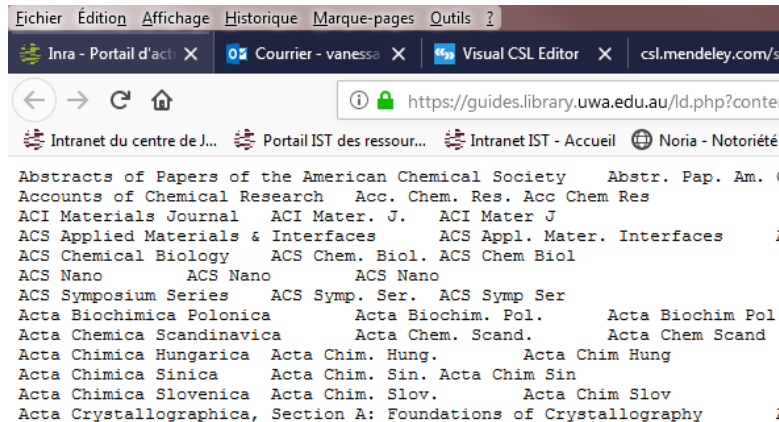 Fichier Édition Affichage Historique Marque-pages Outils ?
Inra - Portail d'act Courrier - vanessa Visual CSL Editor csl.mendeley.com/s
https://guides.library.uwa.edu.au/ld.php?conte
Intranet du centre de J... Portail IST des ressour... Intranet IST - Accueil Noria - Notoriété
Abstracts of Papers of the American Chemical Society Abstr. Pap. Am.
Accounts of Chemical Research Acc. Chem. Res. Acc Chem Res
ACI Materials Journal ACI Mater. J. ACI Mater J
ACS Applied Materials & Interfaces ACS Appl. Mater. Interfaces
ACS Chemical Biology ACS Chem. Biol. ACS Chem Biol
ACS Nano ACS Nano ACS Nano
ACS Symposium Series ACS Symp. Ser. ACS Symp Ser
Acta Biochimica Polonica Acta Biochim. Pol. Acta Biochim Pol
Acta Chemica Scandinavica Acta Chem. Scand. Acta Chem Scand
Acta Chimica Hungarica Acta Chim. Hung. Acta Chim Hung
Acta Chimica Sinica Acta Chim. Sin. Acta Chim Sin
Acta Chimica Slovenica Acta Chim. Slov. Acta Chim Slov
Acta Crystallographica, Section A: Foundations of Crystallography